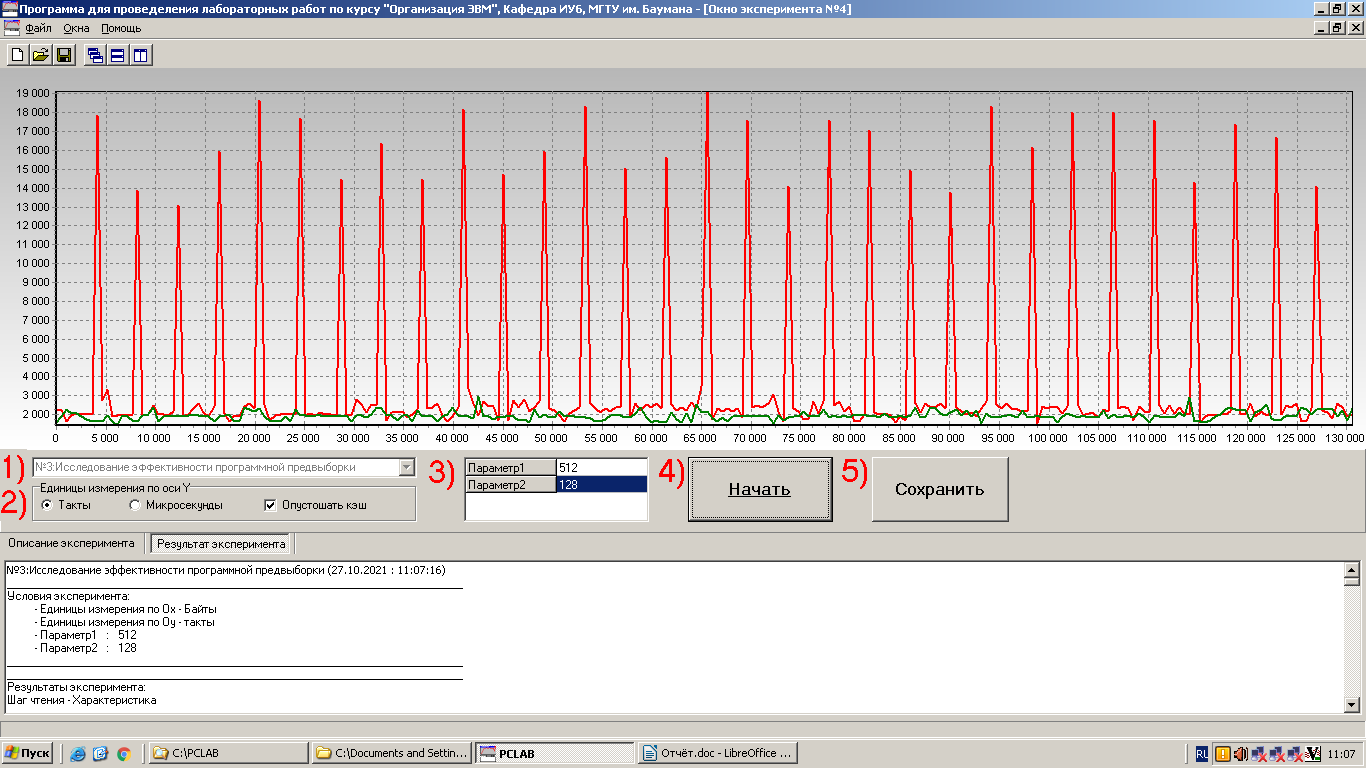 Программа для проведения лабораторных работ по курсу "Организация ЭВМ", Кафедра ИУ6, МГТУ им. Баумана - [Окно эксперимента №4]
Файл Окна Помощь
19 000
18 000
17 000
16 000
15 000
14 000
13 000
12 000
11 000
10 000
9 000
8 000
7 000
6 000
5 000
4 000
3 000
2 000
0 5 000 10 000 15 000 20 000 25 000 30 000 35 000 40 000 45 000 50 000 55 000 60 000 65 000 70 000 75 000 80 000 85 000 90 000 95 000 100 000 105 000 110 000 115 000 120 000 125 000 130 000
1) №3:Исследование эффективности программной предвыборки
2) Единицы измерения по оси Y
Такты Микросекунды Опустошать кэш
3) Параметр1 512
Параметр2 128
4) Начать
5) Сохранить
Описание эксперимента Результат эксперимента
№3:Исследование эффективности программной предвыборки (27.10.2021 : 11:07:16)
Условия эксперимента:
- Единицы измерения по Ox - Байты
- Единицы измерения по Oy - такты
- Параметр1 : 512
- Параметр2 : 128
Результаты эксперимента:
Шаг чтения - Характеристика
Пуск C:\PCLAB C:\Documents and Settin... PCLAB Отчёт.doc - LibreOffice ... RU 11:07